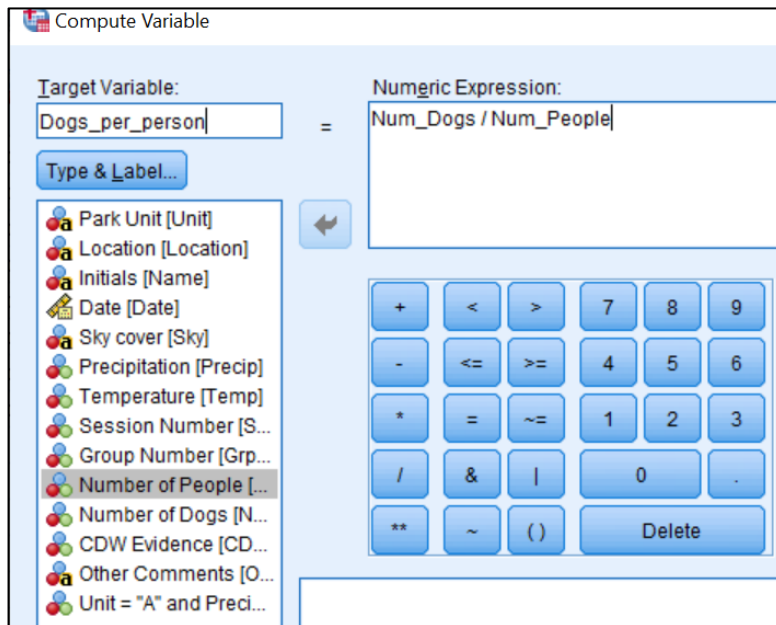 Compute Variable
Target Variable:
Dogs_per_person
=
Numeric Expression:
Num_Dogs / Num_People
Type & Label...
Park Unit [Unit]
Location [Location]
Initials [Name]
Date [Date]
Sky cover [Sky]
Precipitation [Precip]
Temperature [Temp]
Session Number [S...
Group Number [Grp...
Number of People [...
Number of Dogs [N...
CDW Evidence [CD...
Other Comments [O...
Unit = "A" and Preci...
+ < > 7 8 9
- <= >= 4 5 6
* = ~= 1 2 3
/ & | 0 .
** ~ ( ) Delete